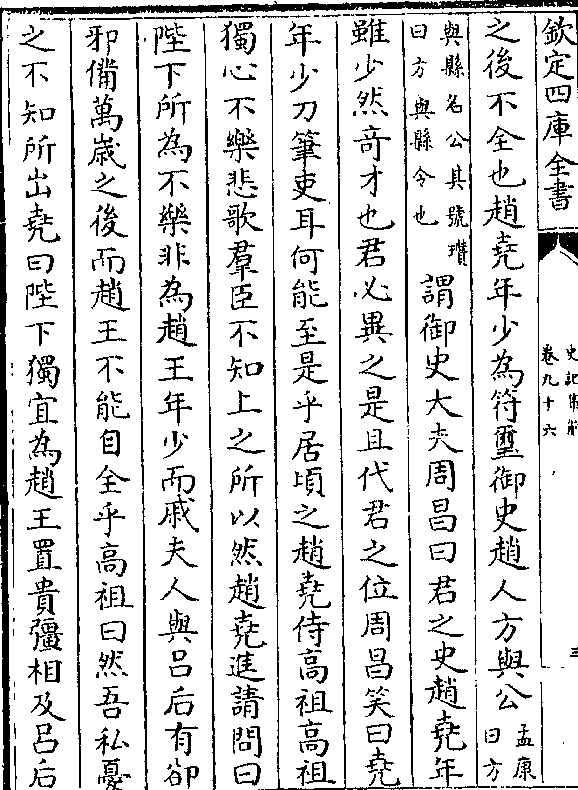 欽定四庫全書
史記集解
卷九十六
三
之後不全也趙堯年少為符璽御史趙人方與公孟康曰方
與縣名公其號瓚曰方與縣令也謂御史大夫周昌曰君之史趙堯年
雖少然竒才也君必異之是且代君之位周昌笑曰堯
年少刀筆吏耳何能至是乎居頃之趙堯侍髙祖髙祖
獨心不樂悲歌羣臣不知上之所以然趙堯進請問曰
陛下所為不樂非為趙王年少而戚夫人與吕后有郤
邪備萬歲之後而趙王不能自全乎髙祖曰然吾私憂
之不知所出堯曰陛下獨宜為趙王置貴彊相及吕后